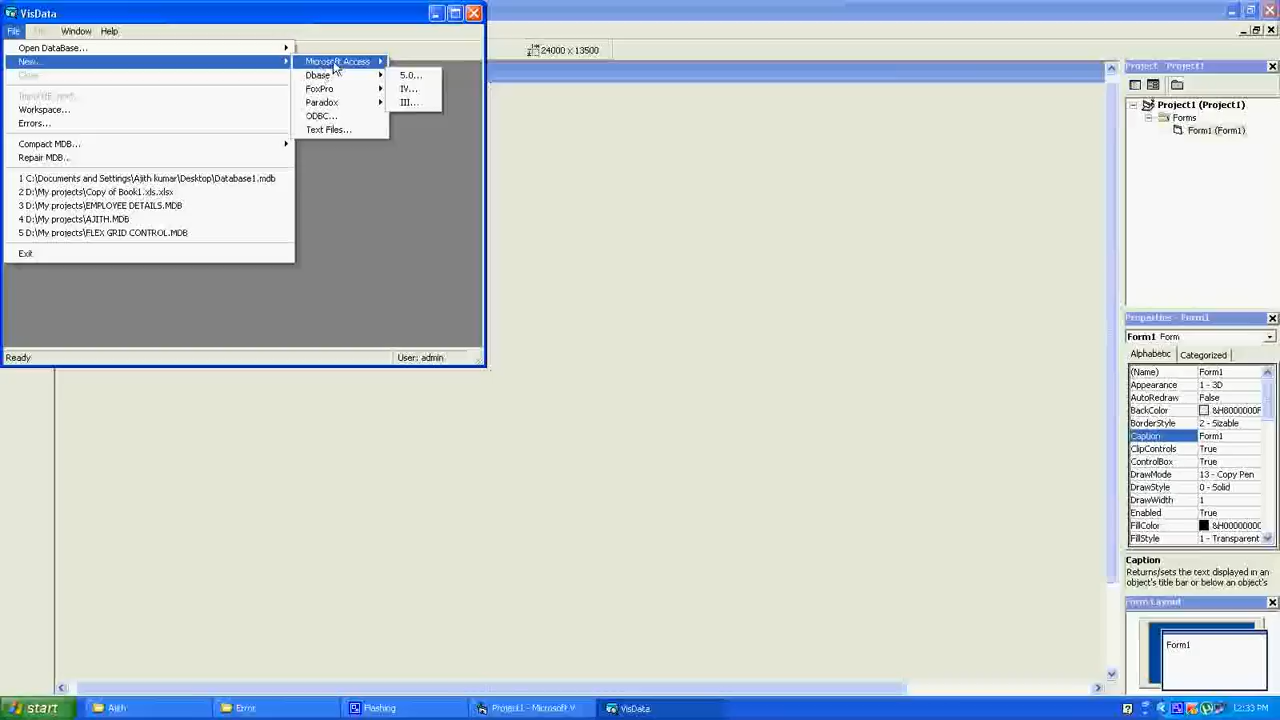 VisData
File Window Help
Open DataBase...
New...
Close
Import/Export...
Workspace...
Errors...
Compact MDB...
Repair MDB...
1 C:\Documents and Settings\Ajith kumar\Desktop\Database1.mdb
2 D:\My projects\Copy of Book1.xls.xlsx
3 D:\My projects\EMPLOYEE DETAILS.MDB
4 D:\My projects\AJITH.MDB
5 D:\My projects\FLEX GRID CONTROL.MDB
Exit
Microsoft Access
Dbase
FoxPro
Paradox
ODBC...
Text Files...
5.0...
IV...
III...
Ready
User: admin
24000 x 13500
Project - Project1
Project1 (Project1)
Forms
Form1 (Form1)
Properties - Form1
Form1 Form
Alphabetic Categorized
(Name) Form1
Appearance 1 - 3D
AutoRedraw False
BackColor &H8000000F
BorderStyle 2 - Sizable
Caption Form1
ClipControls True
ControlBox True
DrawMode 13 - Copy Pen
DrawStyle 0 - Solid
DrawWidth 1
Enabled True
FillColor &H0000000
FillStyle 1 - Transparent
Caption
Returns/sets the text displayed in an
object's title bar or below an object's
Form Layout
Form1
start Ajith Error Flashing Project1 - Microsoft V VisData 12:33 PM